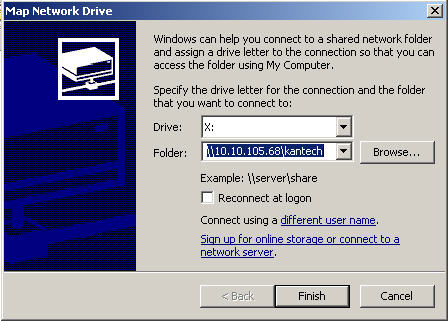 Map Network Drive
Windows can help you connect to a shared network folder
and assign a drive letter to the connection so that you can
access the folder using My Computer.
Specify the drive letter for the connection and the folder
that you want to connect to:
Drive: X:
Folder: \\10.10.105.68\kantech Browse...
Example: \\server\share
Reconnect at logon
Connect using a different user name.
Sign up for online storage or connect to a
network server.
< Back Finish Cancel